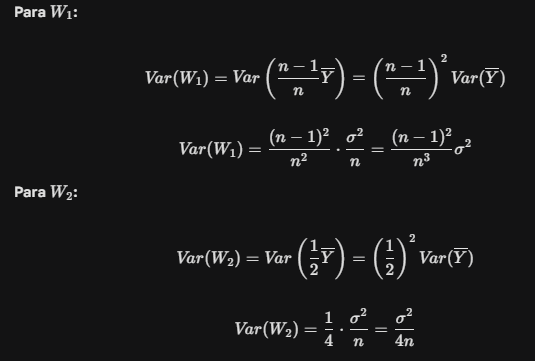 Para W₁:
Var(W₁) = Var((n − 1)/n Y̅) = ((n − 1)/n)² Var(Y̅)
Var(W₁) = (n − 1)²/n² · σ²/n = (n − 1)²/n³ σ²
Para W₂:
Var(W₂) = Var(1/2 Y̅) = (1/2)² Var(Y̅)
Var(W₂) = 1/4 · σ²/n = σ²/4n